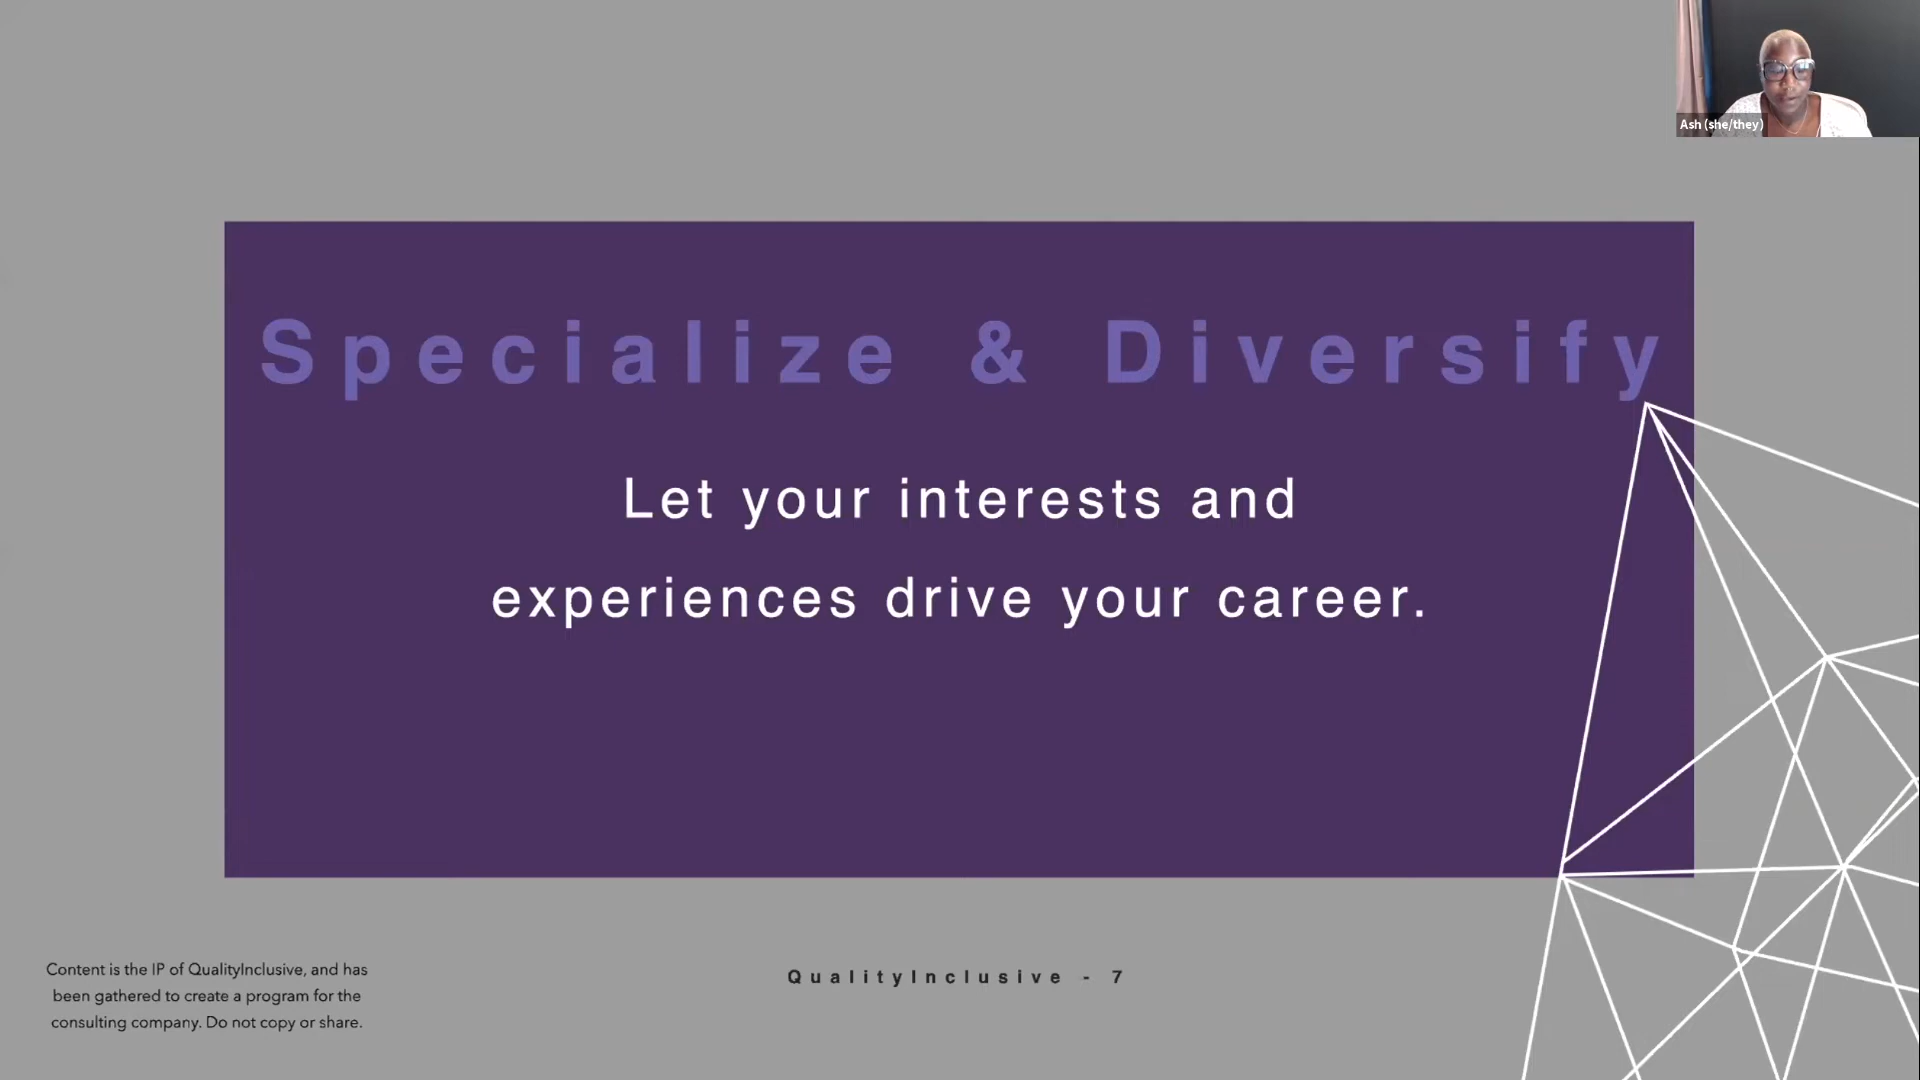 Ash (she/they)
Specialize & Diversify
Let your interests and
experiences drive your career.
Content is the IP of QualityInclusive, and has
been gathered to create a program for the
consulting company. Do not copy or share.
QualityInclusive - 7